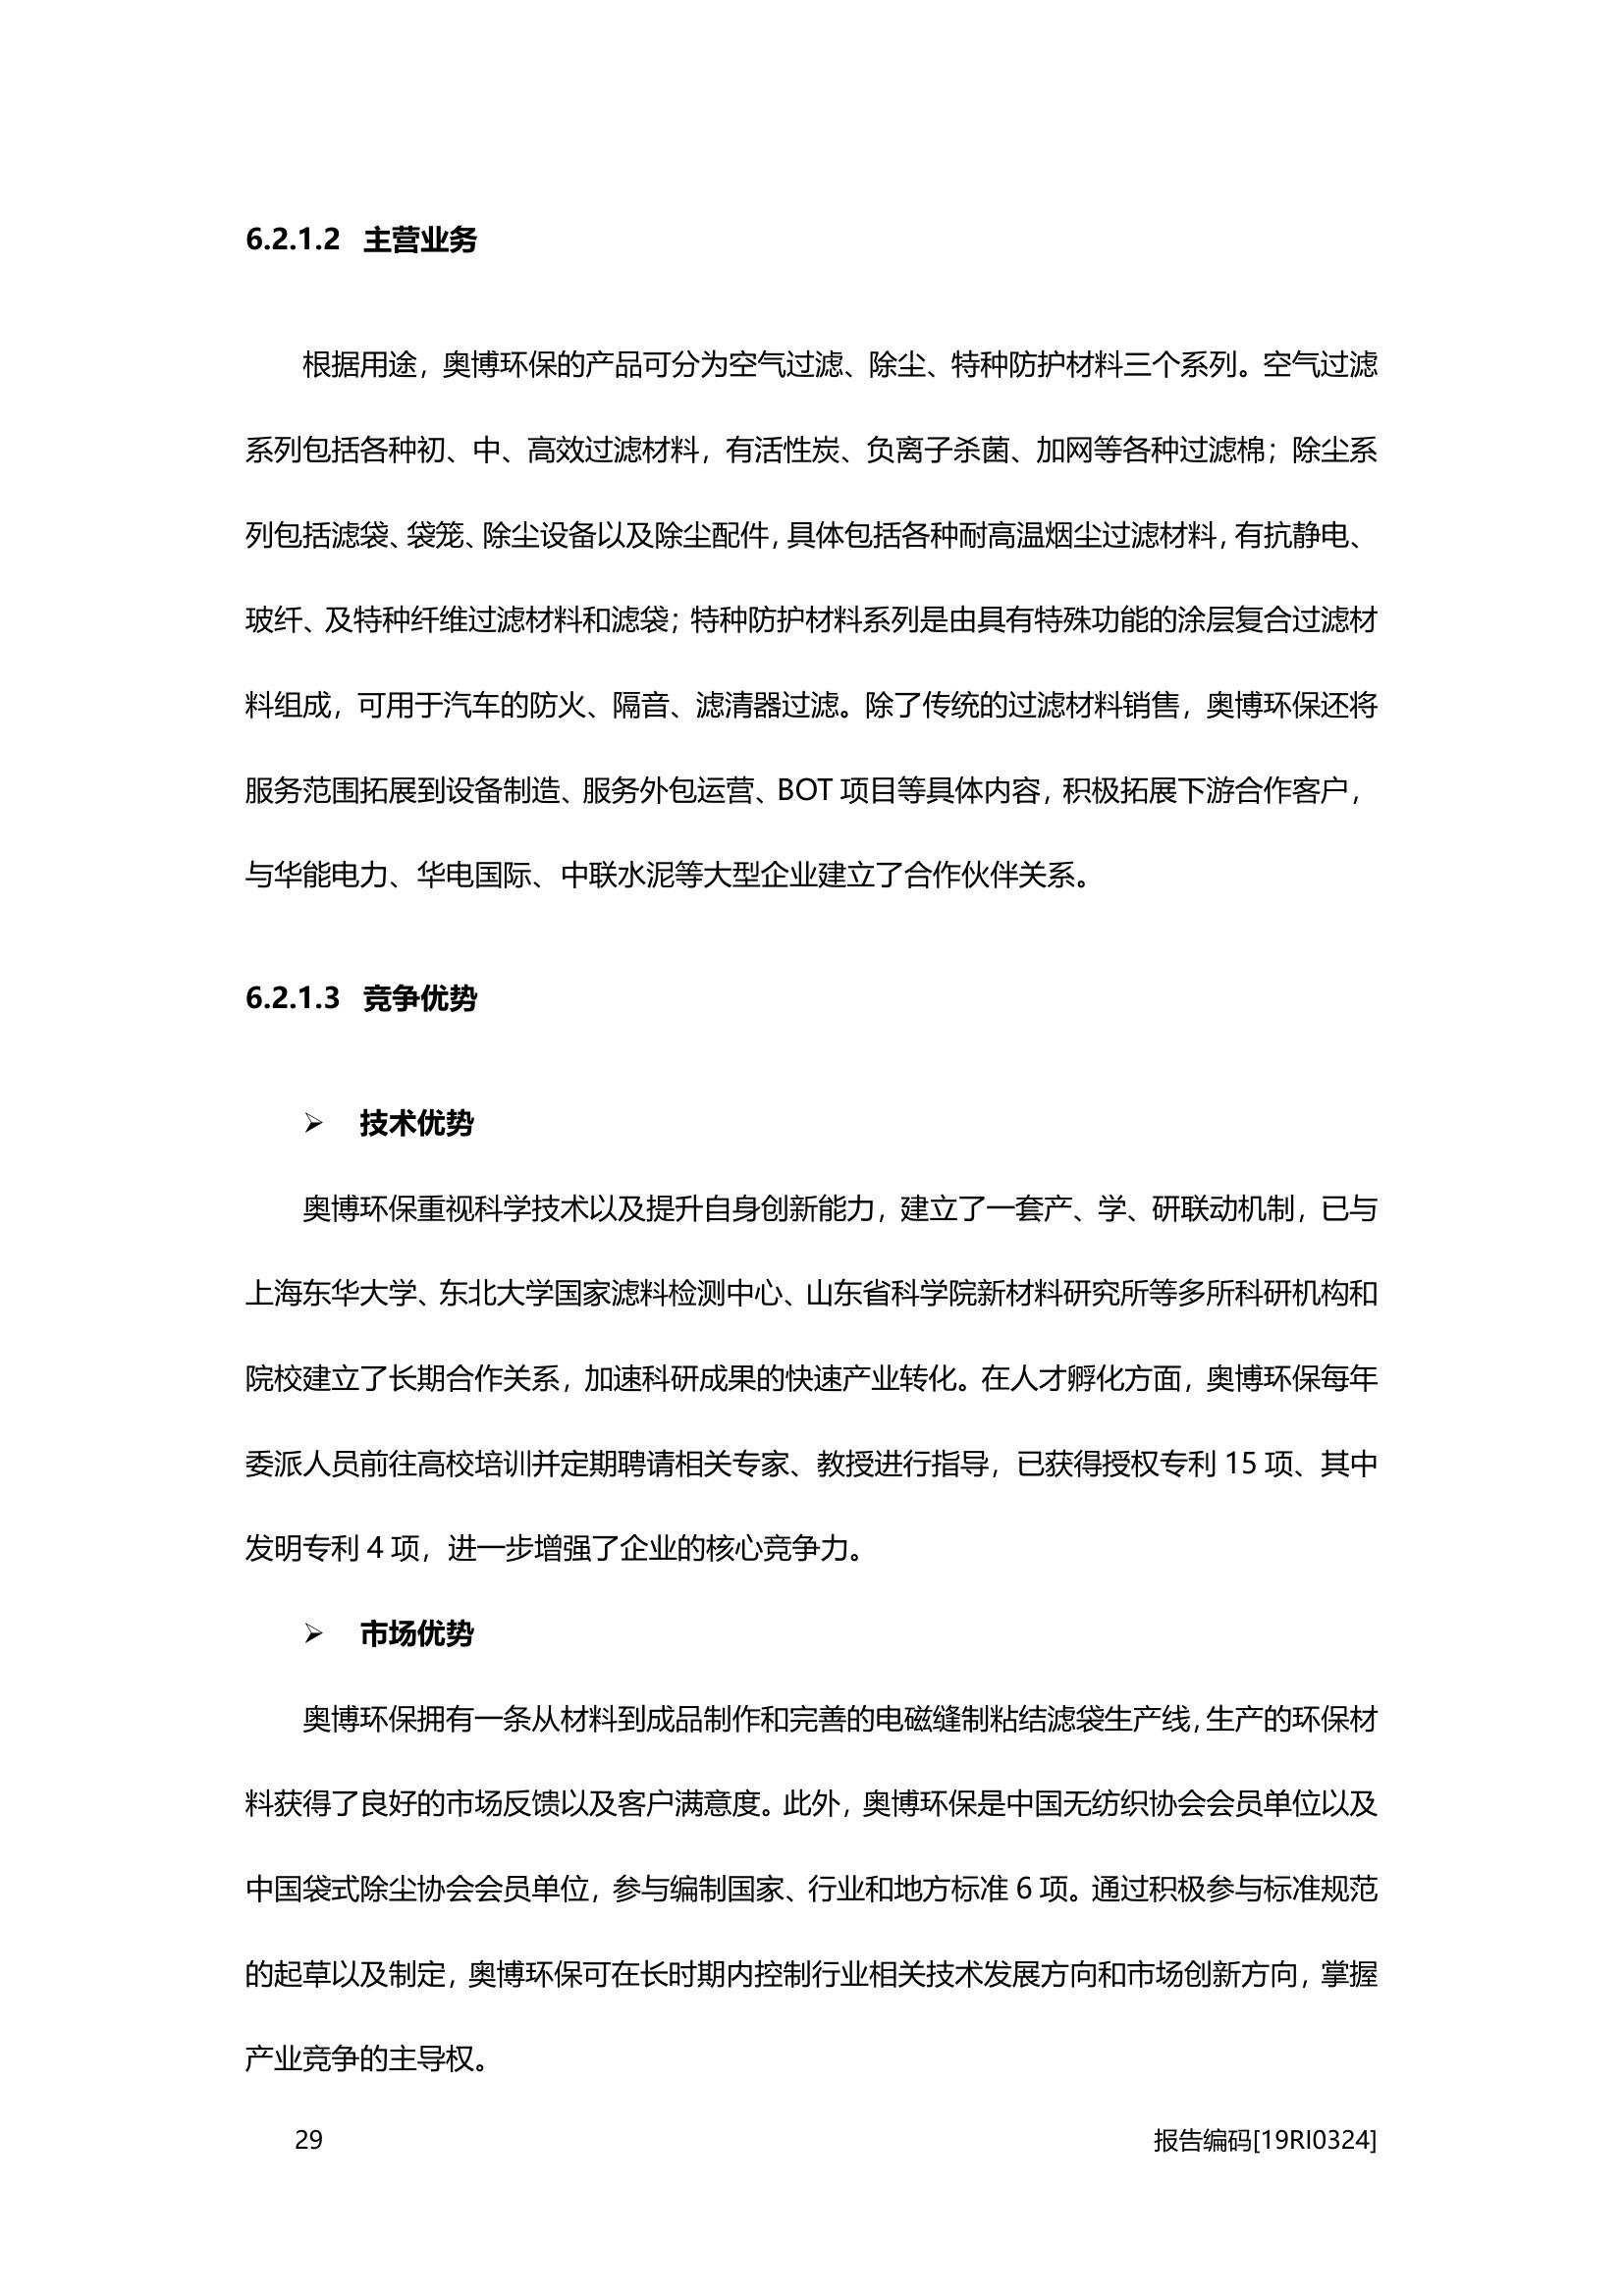 6.2.1.2 主营业务
根据用途，奥博环保的产品可分为空气过滤、除尘、特种防护材料三个系列。空气过滤
系列包括各种初、中、高效过滤材料，有活性炭、负离子杀菌、加网等各种过滤棉；除尘系
列包括滤袋、袋笼、除尘设备以及除尘配件，具体包括各种耐高温烟尘过滤材料，有抗静电、
玻纤、及特种纤维过滤材料和滤袋；特种防护材料系列是由具有特殊功能的涂层复合过滤材
料组成，可用于汽车的防火、隔音、滤清器过滤。除了传统的过滤材料销售，奥博环保还将
服务范围拓展到设备制造、服务外包运营、BOT 项目等具体内容，积极拓展下游合作客户，
与华能电力、华电国际、中联水泥等大型企业建立了合作伙伴关系。
6.2.1.3 竞争优势
➢ 技术优势
奥博环保重视科学技术以及提升自身创新能力，建立了一套产、学、研联动机制，已与
上海东华大学、东北大学国家滤料检测中心、山东省科学院新材料研究所等多所科研机构和
院校建立了长期合作关系，加速科研成果的快速产业转化。在人才孵化方面，奥博环保每年
委派人员前往高校培训并定期聘请相关专家、教授进行指导，已获得授权专利 15 项、其中
发明专利 4 项，进一步增强了企业的核心竞争力。
➢ 市场优势
奥博环保拥有一条从材料到成品制作和完善的电磁缝制粘结滤袋生产线，生产的环保材
料获得了良好的市场反馈以及客户满意度。此外，奥博环保是中国无纺织协会会员单位以及
中国袋式除尘协会会员单位，参与编制国家、行业和地方标准 6 项。通过积极参与标准规范
的起草以及制定，奥博环保可在长时期内控制行业相关技术发展方向和市场创新方向，掌握
产业竞争的主导权。
29 报告编码[19RI0324]